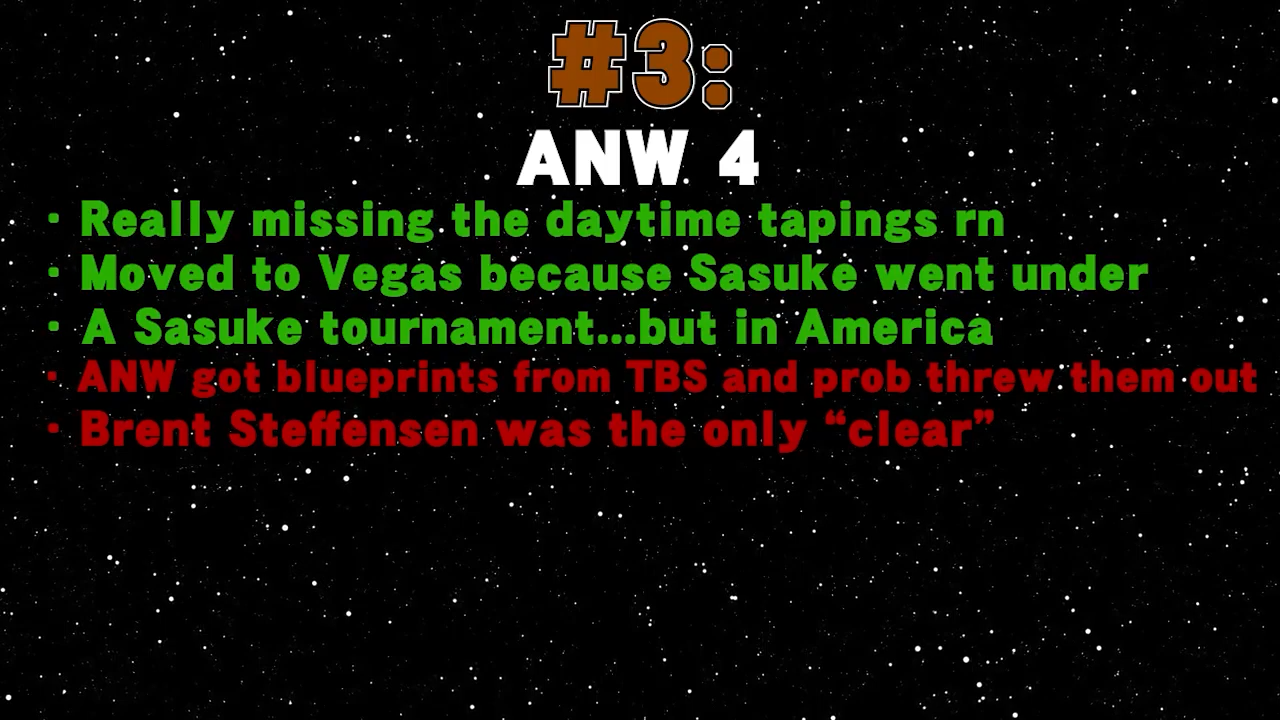 #3:
ANW 4
· Really missing the daytime tapings rn
· Moved to Vegas because Sasuke went under
· A Sasuke tournament...but in America
· ANW got blueprints from TBS and prob threw them out
· Brent Steffensen was the only “clear”